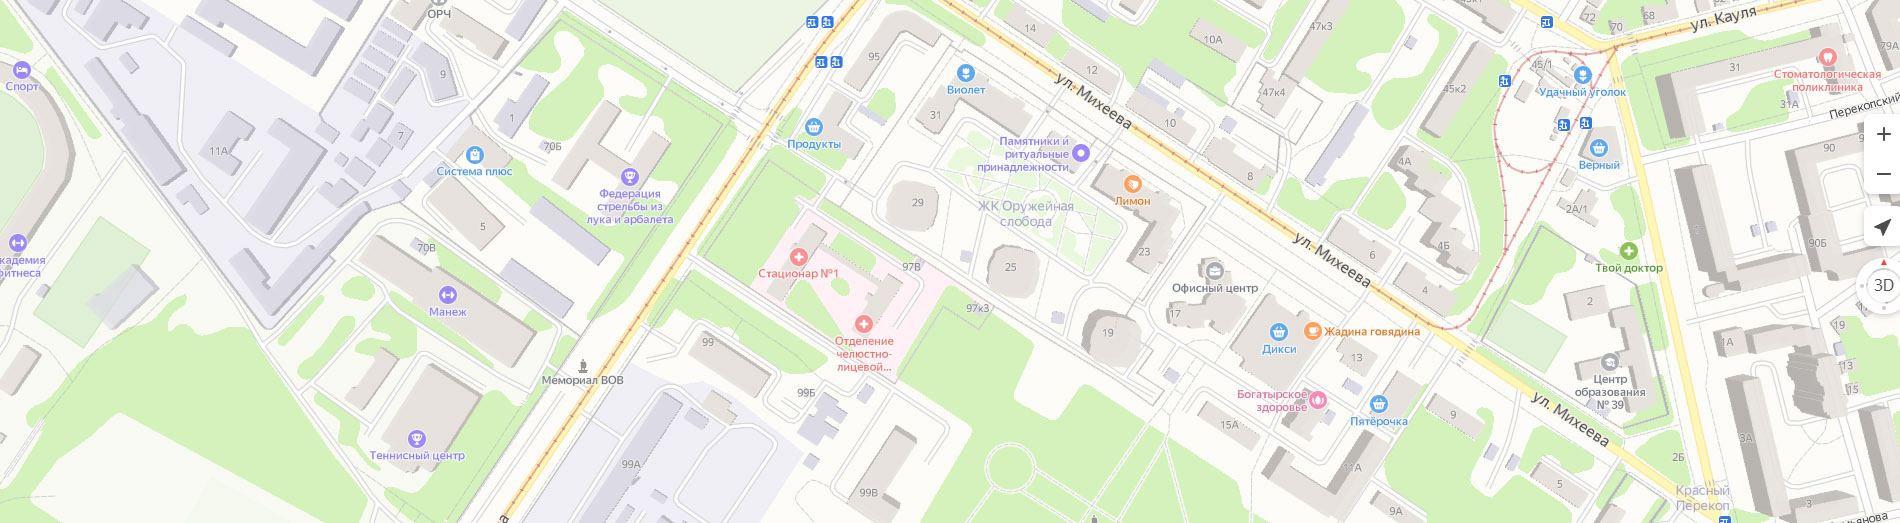 ОРЧ
Спорт
9
1
7
11А
70Б
Система плюс
5
Федерация
стрельбы из
лука и арбалета
70В
Манеж
Теннисный центр
Мемориал ВОВ
99А
95
Продукты
Виолет
31
29
Памятники и
ритуальные
принадлежности
ЖК Оружейная
слобода
25
97В
97к3
Стационар №1
Отделение
челюстно-
лицевой...
99
99Б
99В
14
12
10
10А
8
47к3
47к4
ул. Михеева
Лимон
23
Офисный центр
17
19
Дикси
Жадина говядина
13
Богатырское
здоровье
Пятёрочка
15А
11А
9А
9
5
ул. Михеева
6
4
4А
4Б
45к2
45/1
72
70
68
ул. Кауля
Удачный уголок
Верный
2А/1
Твой доктор
2
Центр
образования
№ 39
ул. Михеева
2Б
Красный
Перекоп
31
31А
Стоматологическая
поликлиника
79А
Перекопский
90
90Б
1
1А
3А
3
19
13
15
3D